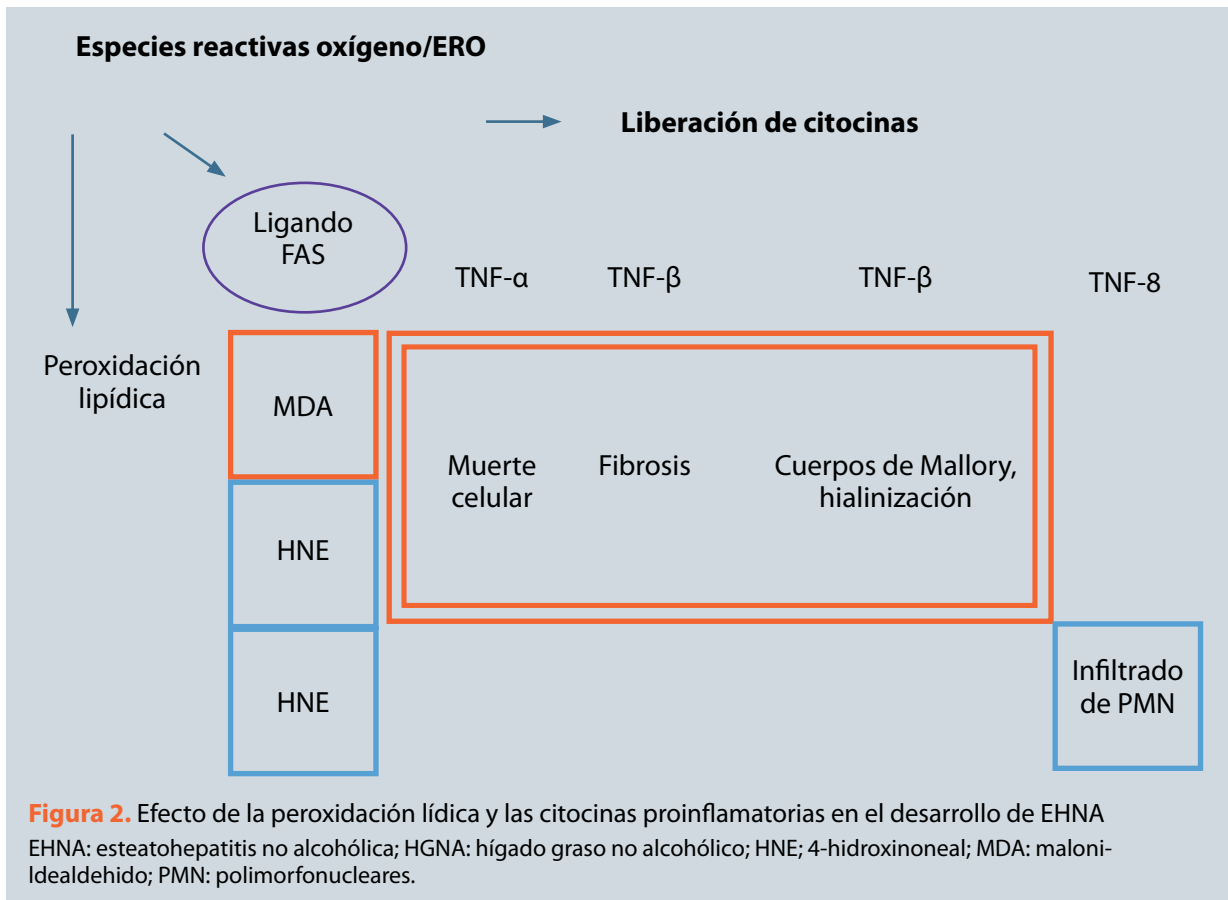 Especies reactivas oxígeno/ERO
Liberación de citocinas
Ligando
FAS
TNF-α
TNF-β
TNF-β
TNF-8
Peroxidación
lipídica
MDA
Muerte
celular
Fibrosis
Cuerpos de Mallory,
hialinización
HNE
HNE
Infiltrado
de PMN
Figura 2. Efecto de la peroxidación lídica y las citocinas proinflamatorias en el desarrollo de EHNA
EHNA: esteatohepatitis no alcohólica; HGNA: hígado graso no alcohólico; HNE; 4-hidroxinoneal; MDA: maloni-
ldealdehido; PMN: polimorfonucleares.